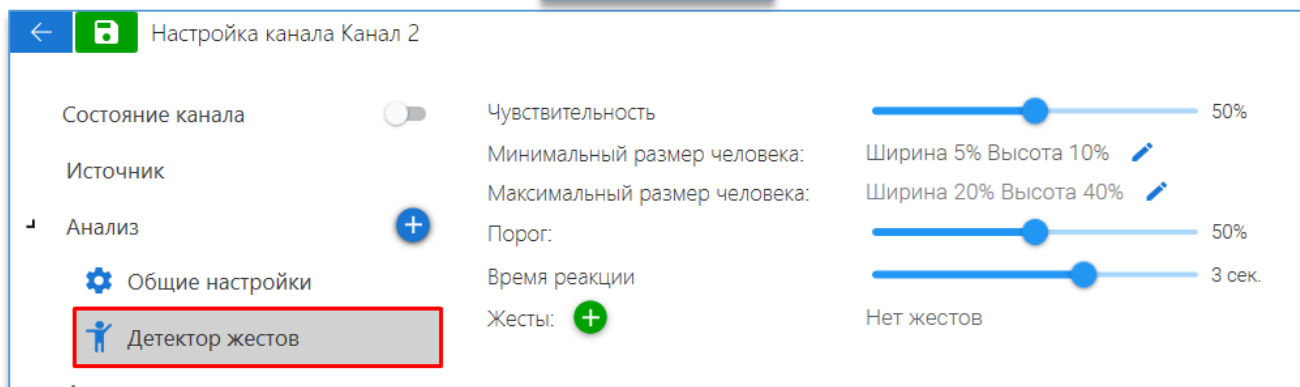 Настройка канала Канал 2
Состояние канала
Источник
Анализ
Общие настройки
Детектор жестов
Чувствительность 50%
Минимальный размер человека: Ширина 5% Высота 10%
Максимальный размер человека: Ширина 20% Высота 40%
Порог: 50%
Время реакции 3 сек.
Жесты: Нет жестов